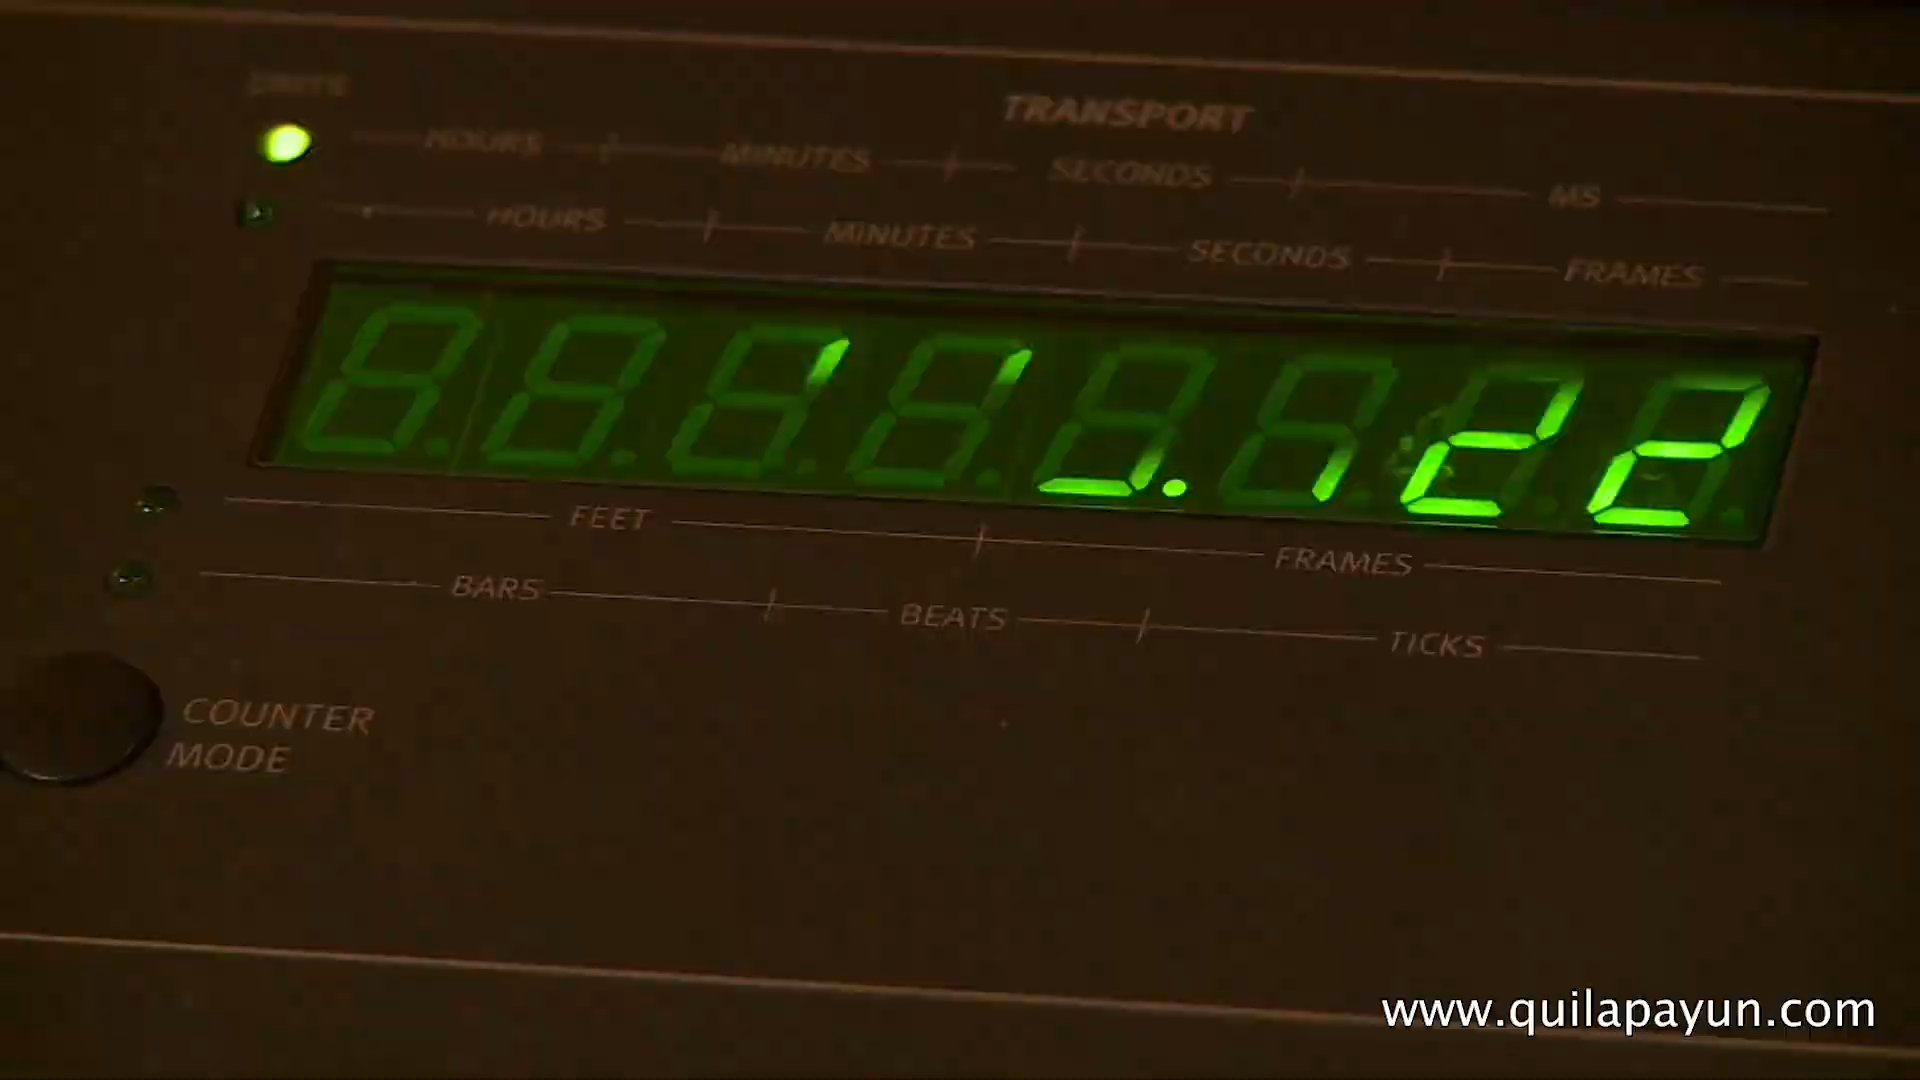 TRANSPORT
HOURS MINUTES SECONDS MS
HOURS MINUTES SECONDS FRAMES
22
FEET FRAMES
BARS BEATS TICKS
COUNTER
MODE
www.quilapayun.com